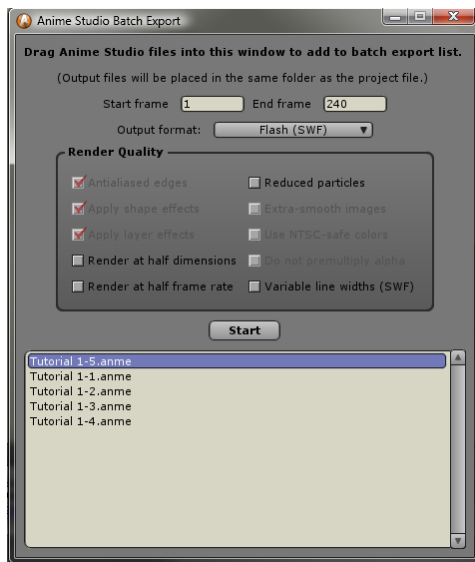 Anime Studio Batch Export
Drag Anime Studio files into this window to add to batch export list.
(Output files will be placed in the same folder as the project file.)
Start frame 1 End frame 240
Output format: Flash (SWF)
Render Quality
Antialiased edges Reduced particles
Apply shape effects Extra-smooth images
Apply layer effects Use NTSC-safe colors
Render at half dimensions Do not premultiply alpha
Render at half frame rate Variable line widths (SWF)
Start
Tutorial 1-5.anme
Tutorial 1-1.anme
Tutorial 1-2.anme
Tutorial 1-3.anme
Tutorial 1-4.anme